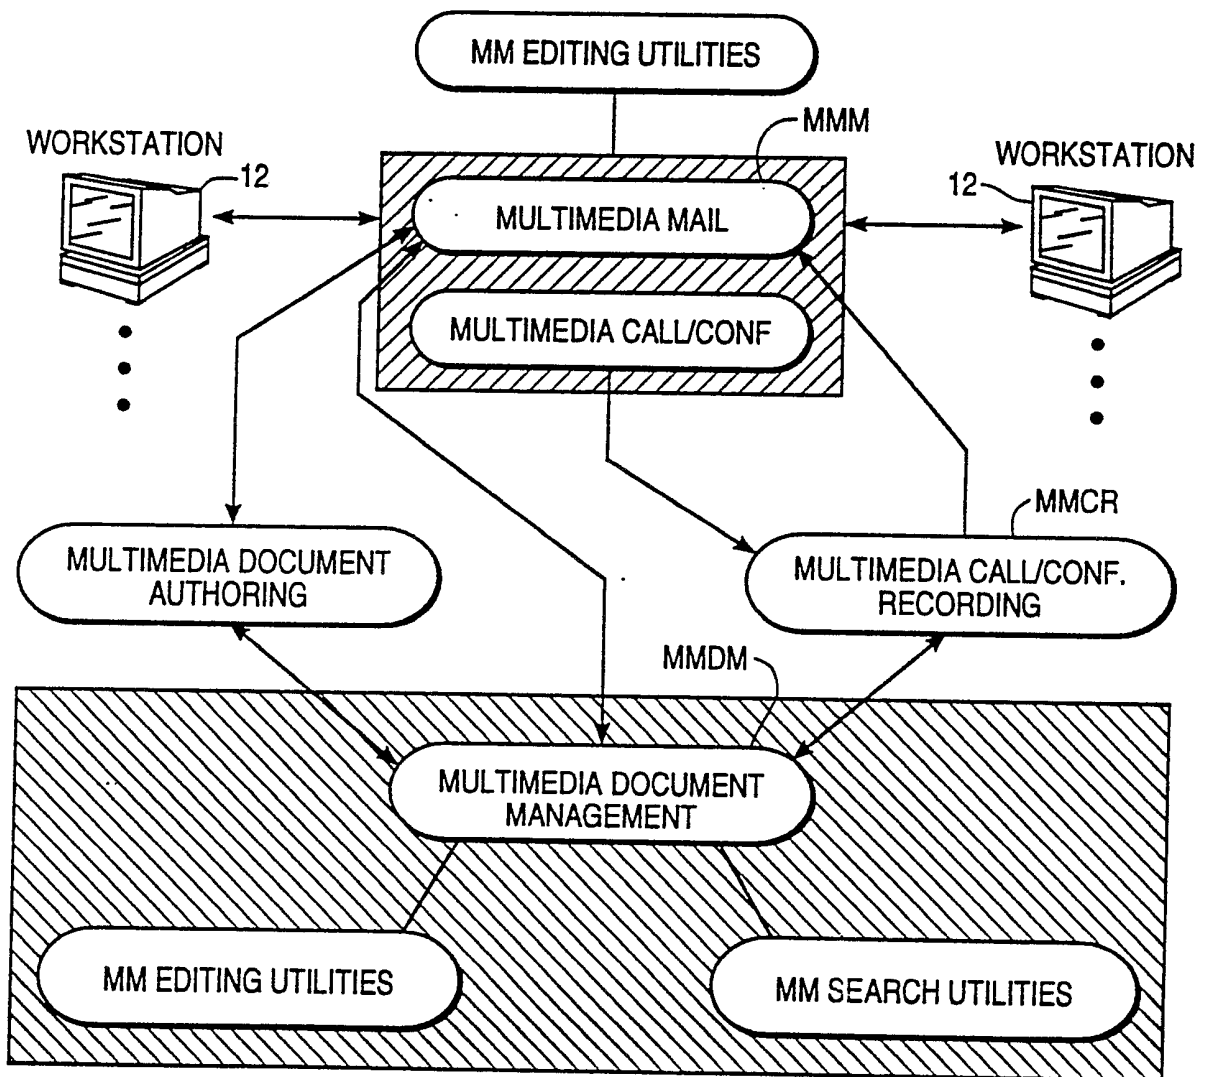 MM EDITING UTILITIES
MMM
WORKSTATION
12
WORKSTATION
12
MULTIMEDIA MAIL
MULTIMEDIA CALL/CONF
MMCR
MULTIMEDIA DOCUMENT
AUTHORING
MULTIMEDIA CALL/CONF.
RECORDING
MMDM
MULTIMEDIA DOCUMENT
MANAGEMENT
MM EDITING UTILITIES
MM SEARCH UTILITIES